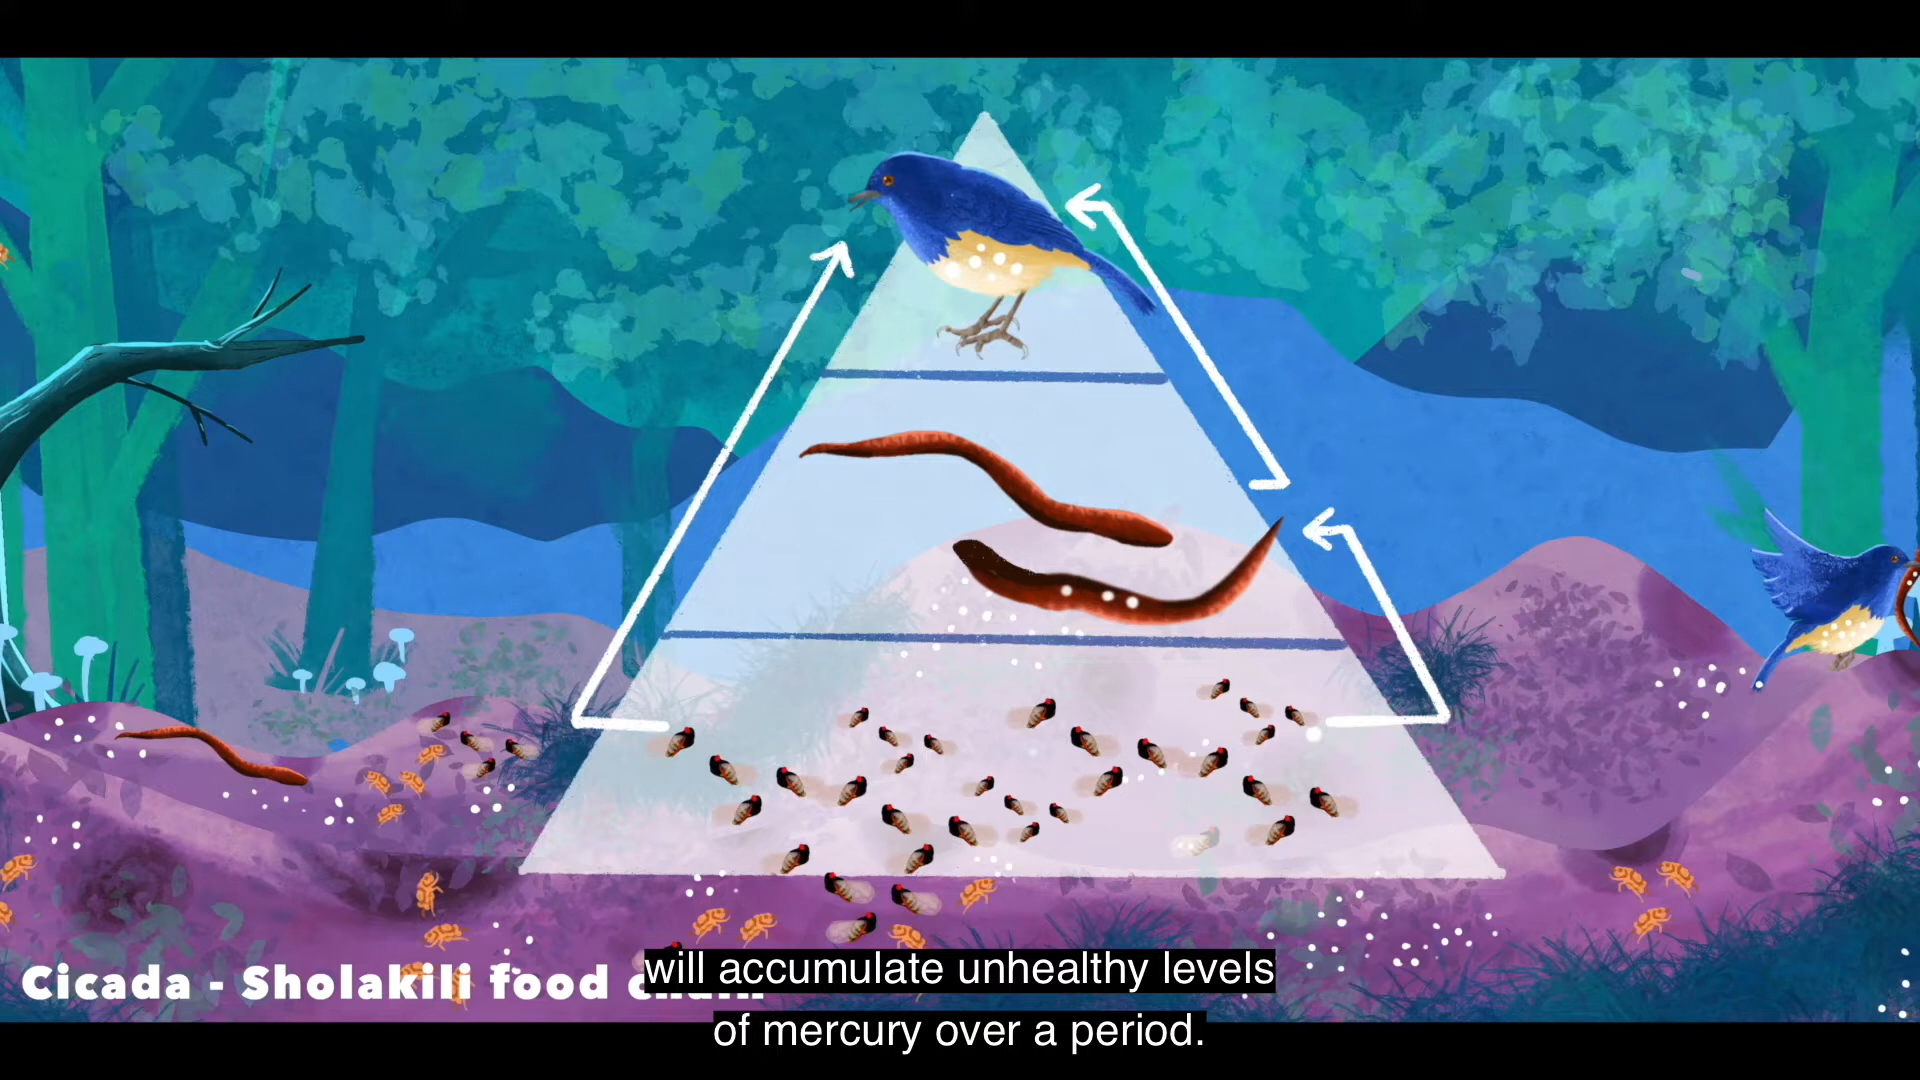 Cicada - Sholakili food
will accumulate unhealthy levels
of mercury over a period.